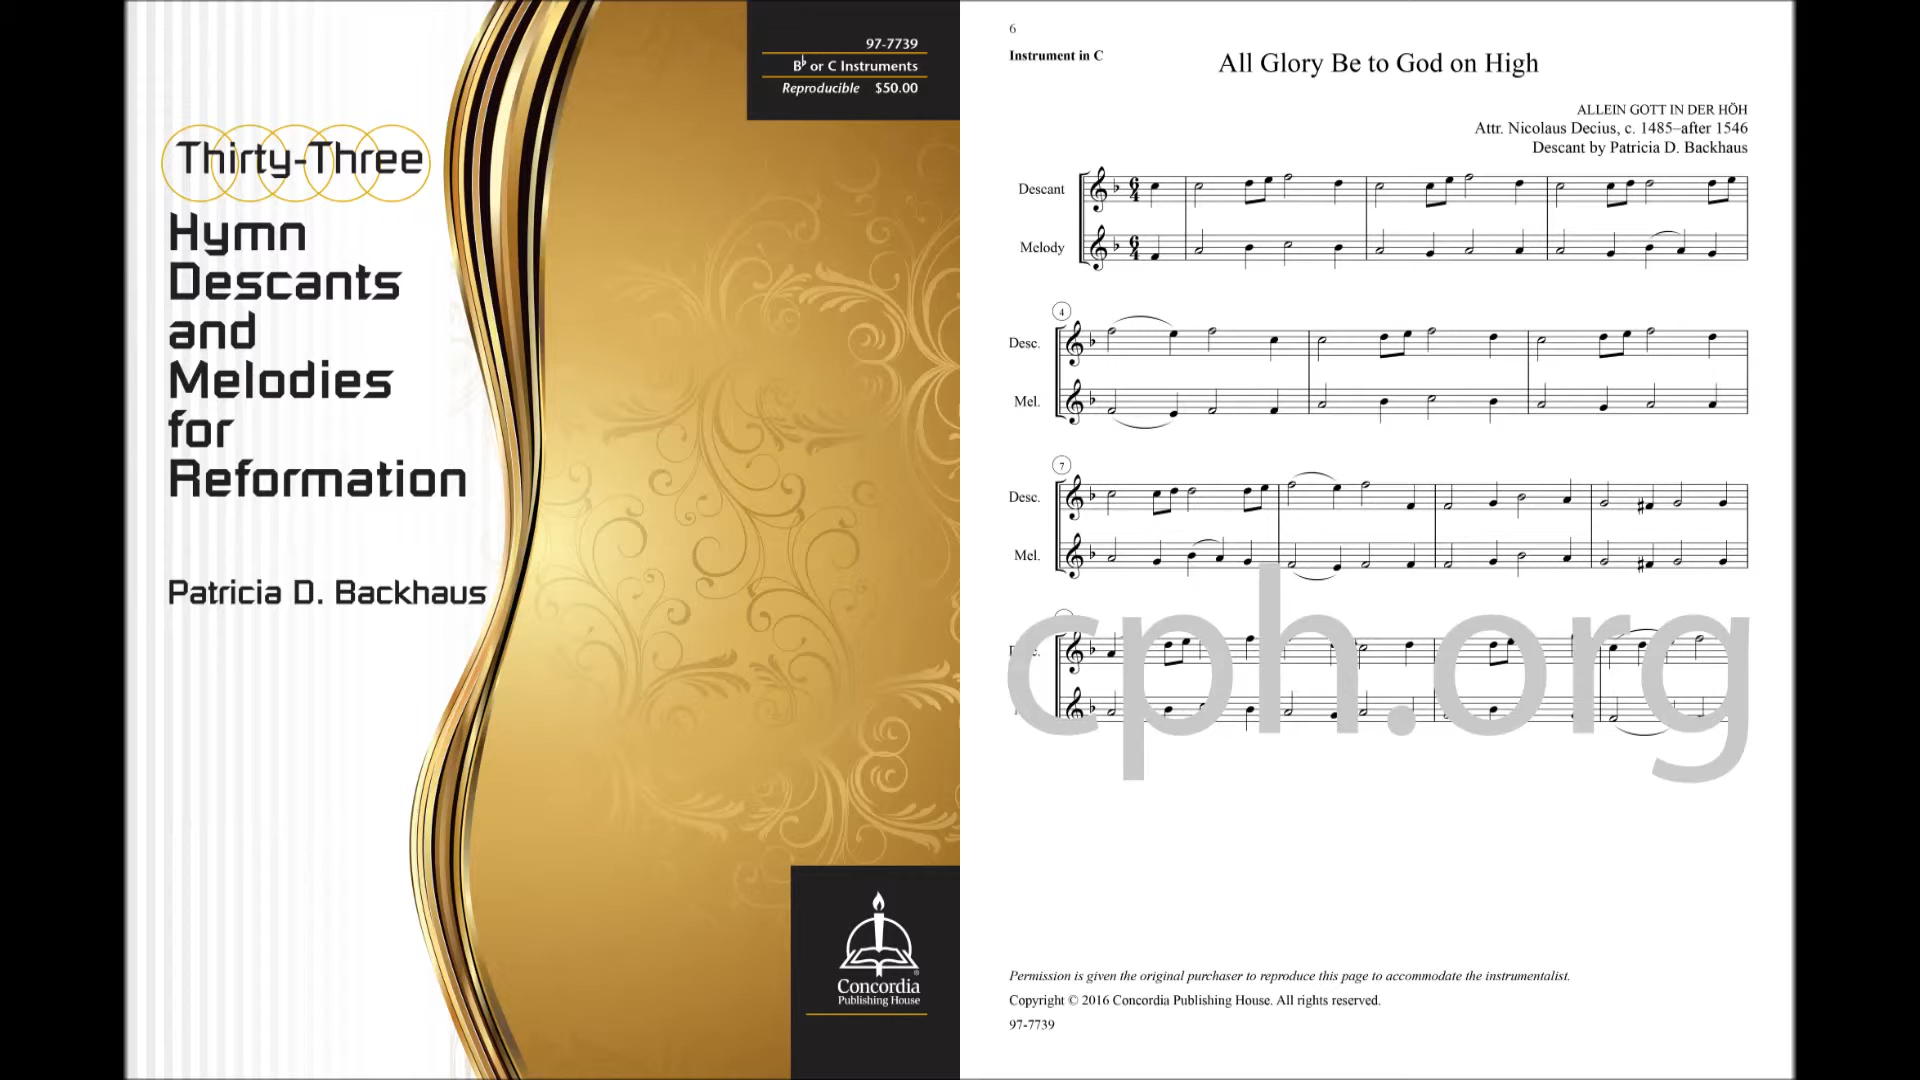 97-7739
B♭ or C Instruments
Reproducible $50.00
Thirty-Three
Hymn
Descants
and
Melodies
for
Reformation
Patricia D. Backhaus
Concordia
Publishing House
6
Instrument in C
All Glory Be to God on High
ALLEIN GOTT IN DER HÖH
Attr. Nicolaus Decius, c. 1485–after 1546
Descant by Patricia D. Backhaus
Descant
6
4
Melody
6
4
4
Desc.
Mel.
7
Desc.
Mel.
cph.org
Permission is given the original purchaser to reproduce this page to accommodate the instrumentalist.
Copyright © 2016 Concordia Publishing House. All rights reserved.
97-7739